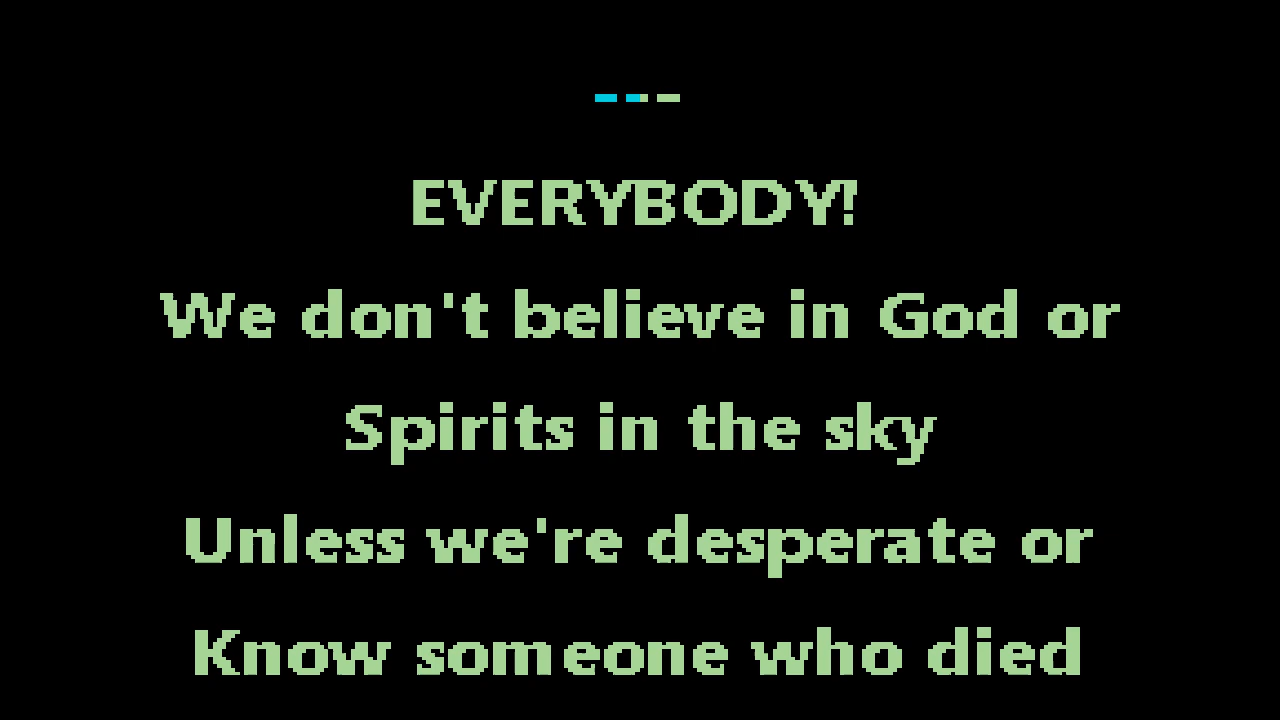 ---
EVERYBODY!
We don't believe in God or
Spirits in the sky
Unless we're desperate or
Know someone who died